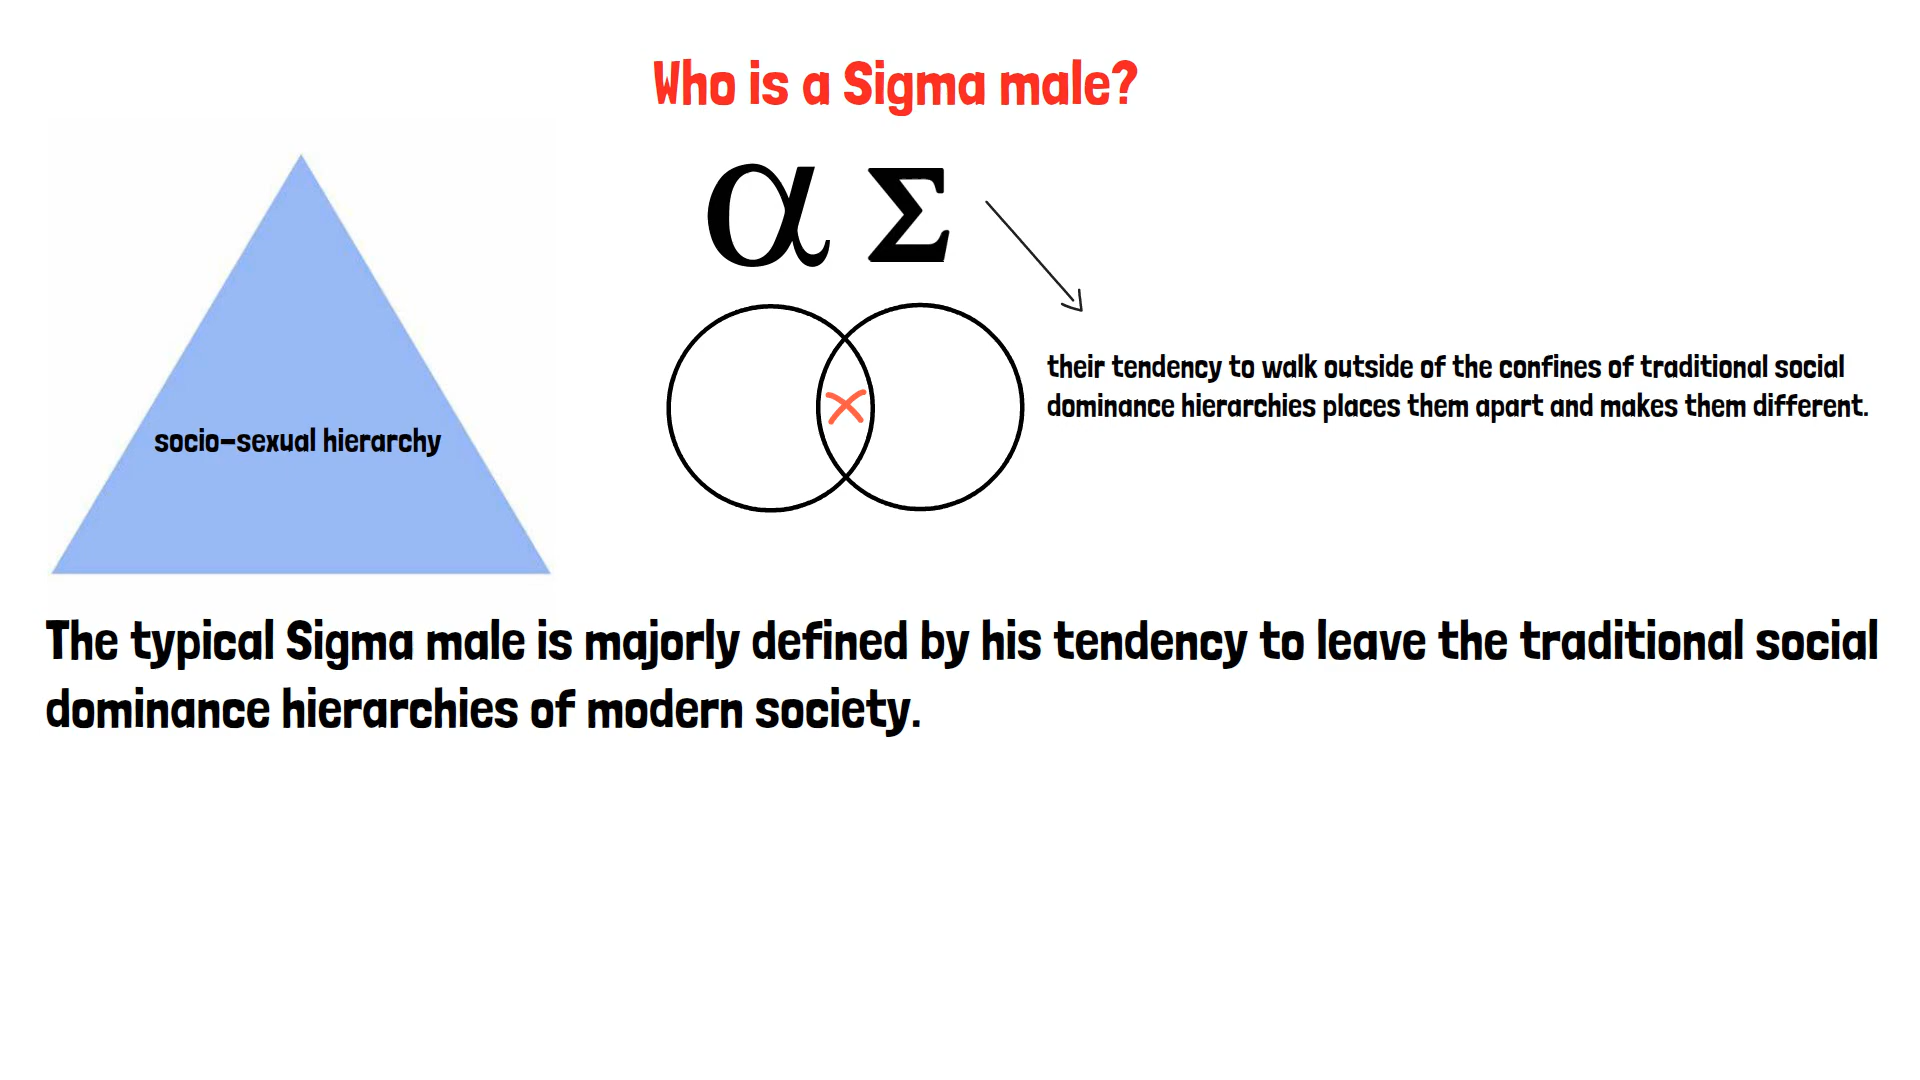 Who is a Sigma male?
α Σ
their tendency to walk outside of the confines of traditional social
dominance hierarchies places them apart and makes them different.
socio-sexual hierarchy
The typical Sigma male is majorly defined by his tendency to leave the traditional social
dominance hierarchies of modern society.